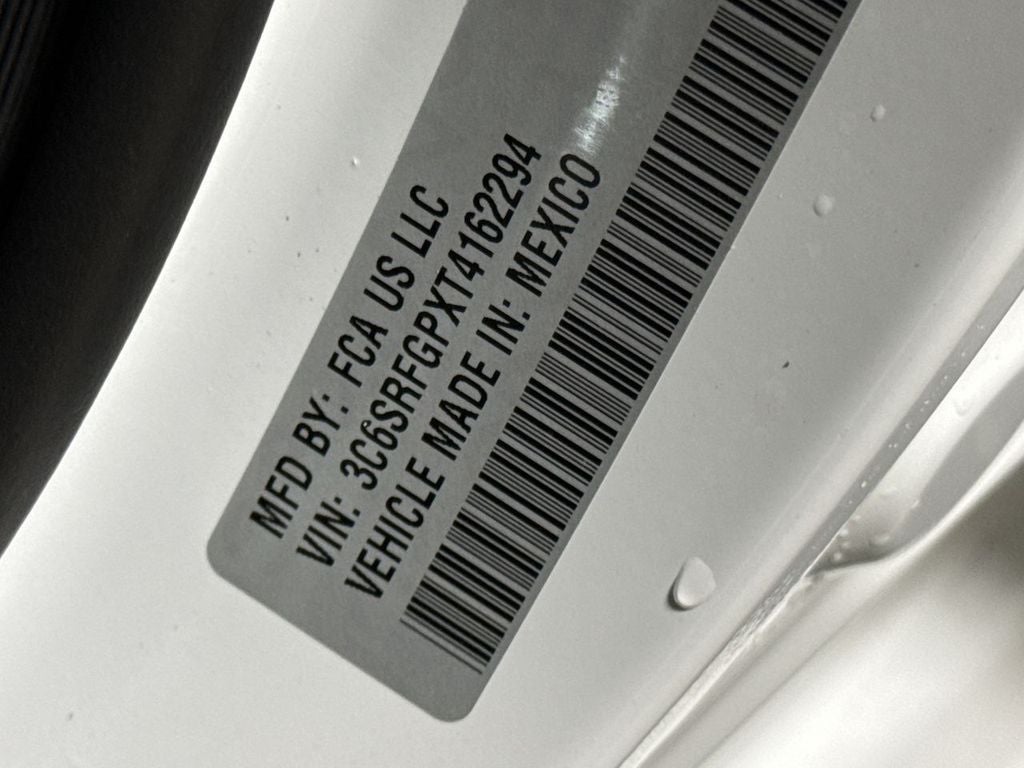 MFD BY: FCA US LLC
VIN: 3C6SRFGPXT4162294
VEHICLE MADE IN: MEXICO